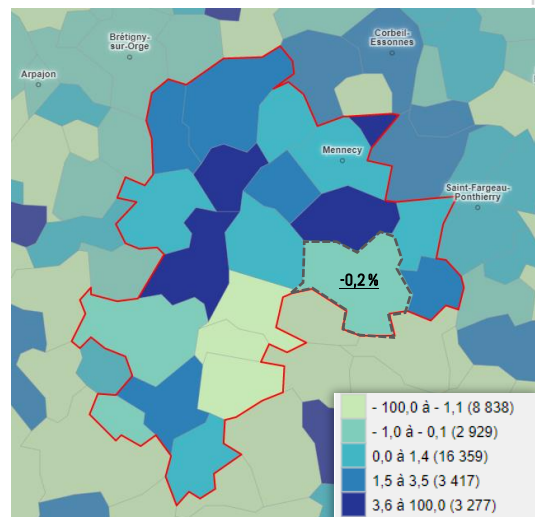 Brétigny-
sur-Orge
Corbeil-
Essonnes
Arpajon
Mennecy
Saint-Fargeau-
Ponthierry
-0,2 %
- 100,0 à - 1,1 (8 838)
- 1,0 à - 0,1 (2 929)
0,0 à 1,4 (16 359)
1,5 à 3,5 (3 417)
3,6 à 100,0 (3 277)